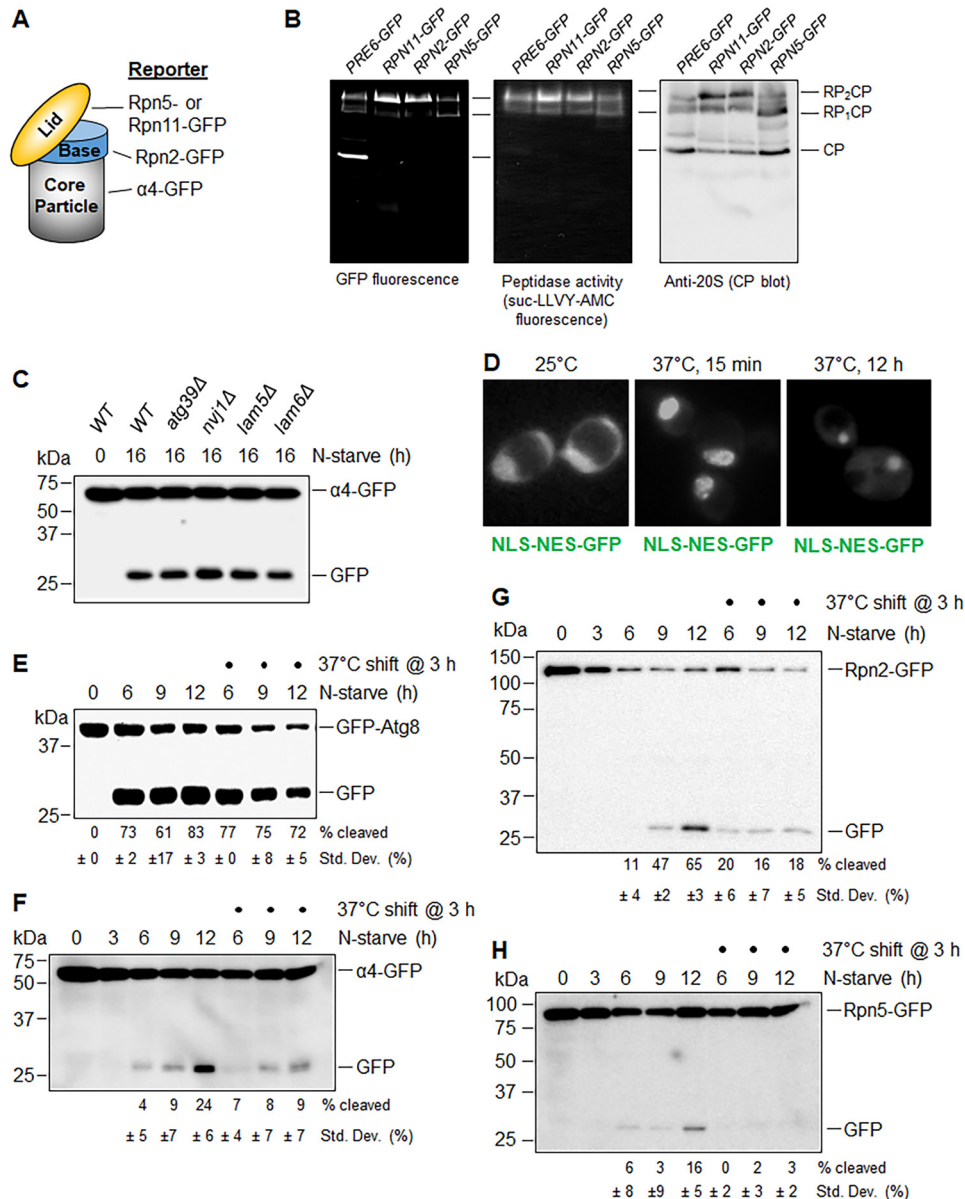 A
Reporter
Rpn5- or
Rpn11-GFP
Rpn2-GFP
α4-GFP
Lid
Base
Core
Particle
B
PRE6-GFP RPN11-GFP RPN2-GFP RPN5-GFP
PRE6-GFP RPN11-GFP RPN2-GFP RPN5-GFP
PRE6-GFP RPN11-GFP RPN2-GFP RPN5-GFP
RP₂CP
RP₁CP
CP
GFP fluorescence
Peptidase activity
(suc-LLVY-AMC
fluorescence)
Anti-20S (CP blot)
C
WT WT atg39Δ nvj1Δ lam5Δ lam6Δ
0 16 16 16 16 16 N-starve (h)
kDa
75
50
37
25
α4-GFP
GFP
D
25°C 37°C, 15 min 37°C, 12 h
NLS-NES-GFP NLS-NES-GFP NLS-NES-GFP
E
• • • 37°C shift @ 3 h
0 6 9 12 6 9 12 N-starve (h)
kDa
37
25
GFP-Atg8
GFP
0 73 61 83 77 75 72 % cleaved
± 0 ± 2 ±17 ± 3 ± 0 ± 8 ± 5 Std. Dev. (%)
F
• • • 37°C shift @ 3 h
0 3 6 9 12 6 9 12 N-starve (h)
kDa
75
50
37
25
α4-GFP
GFP
4 9 24 7 8 9 % cleaved
± 5 ±7 ± 6 ± 4 ± 7 ± 7 Std. Dev. (%)
G
• • • 37°C shift @ 3 h
0 3 6 9 12 6 9 12 N-starve (h)
kDa
150
100
75
50
37
25
Rpn2-GFP
GFP
11 47 65 20 16 18 % cleaved
± 4 ±2 ±3 ± 6 ± 7 ± 5 Std. Dev. (%)
H
• • • 37°C shift @ 3 h
0 3 6 9 12 6 9 12 N-starve (h)
kDa
100
75
50
37
25
Rpn5-GFP
GFP
6 3 16 0 2 3 % cleaved
± 8 ±9 ± 5 ± 2 ± 3 ± 2 Std. Dev. (%)